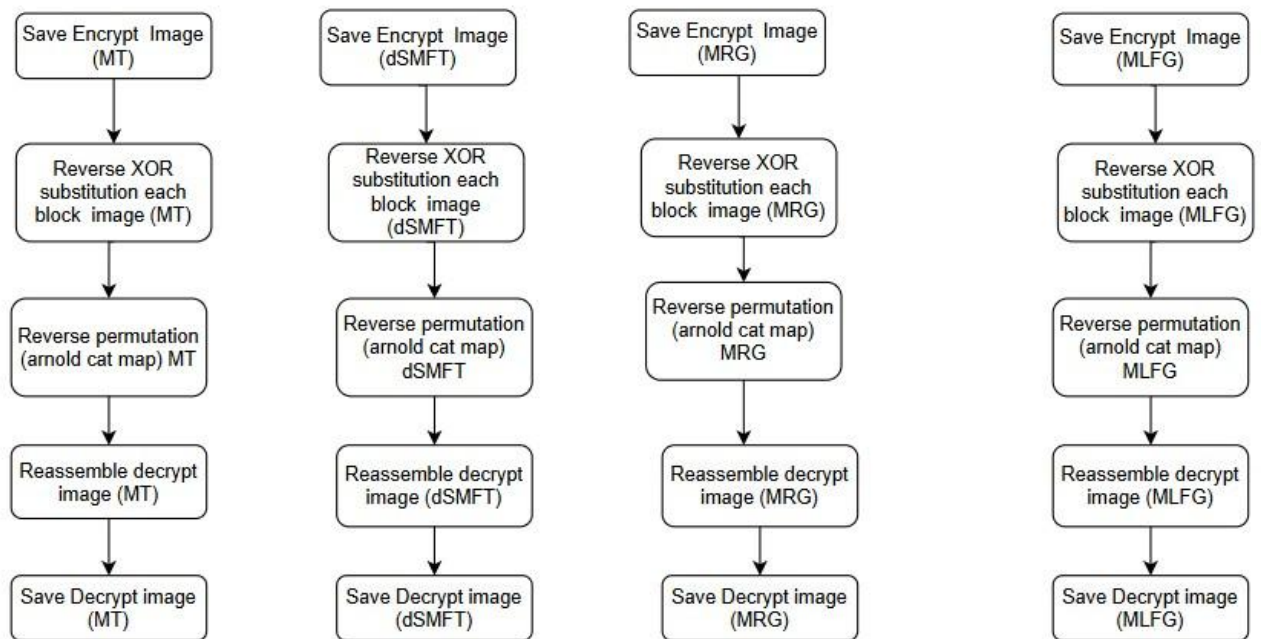 Save Encrypt Image
(MT)
Reverse XOR
substitution each
block image (MT)
Reverse permutation
(arnold cat map) MT
Reassemble decrypt
image (MT)
Save Decrypt image
(MT)
Save Encrypt Image
(dSMFT)
Reverse XOR
substitution each
block image
(dSMFT)
Reverse permutation
(arnold cat map)
dSMFT
Reassemble decrypt
image (dSMFT)
Save Decrypt image
(dSMFT)
Save Encrypt Image
(MRG)
Reverse XOR
substitution each
block image (MRG)
Reverse permutation
(arnold cat map)
MRG
Reassemble decrypt
image (MRG)
Save Decrypt image
(MRG)
Save Encrypt Image
(MLFG)
Reverse XOR
substitution each
block image (MLFG)
Reverse permutation
(arnold cat map)
MLFG
Reassemble decrypt
image (MLFG)
Save Decrypt image
(MLFG)